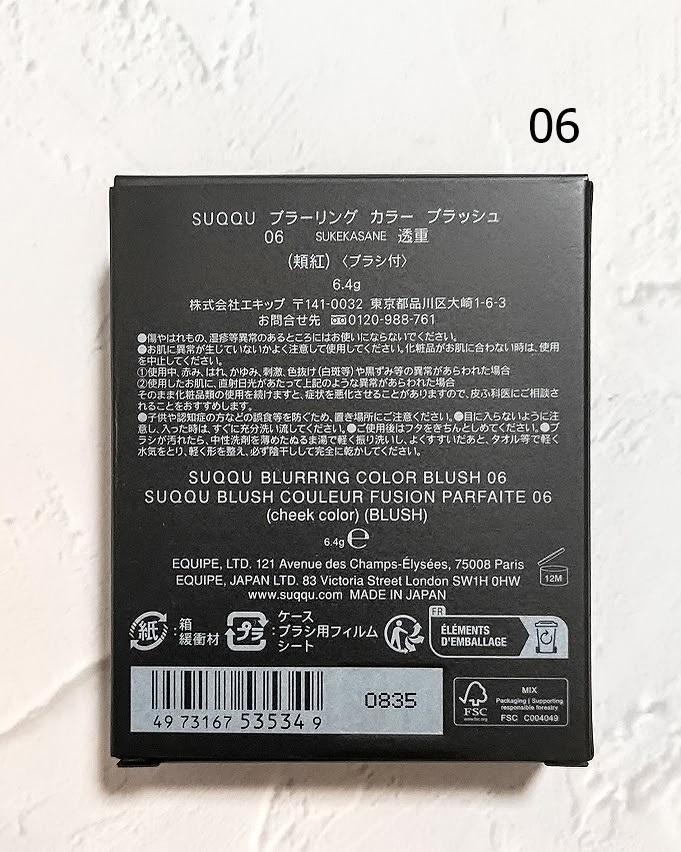 06
SUQQU ブラーリング カラー ブラッシュ
06 SUKEKASANE 透重
(頬紅)〈ブラシ付〉
6.4g
株式会社エキップ 〒141-0032 東京都品川区大崎1-6-3
お問合せ先 0120-988-761
●傷やはれもの、湿疹等異常のあるところにはお使いにならないでください。
●お肌に異常が生じていないかよく注意して使用してください。化粧品がお肌に合わない時は、使用
を中止してください。
①使用中、赤み、はれ、かゆみ、刺激、色抜け(白斑等)や黒ずみ等の異常があらわれた場合
②使用したお肌に、直射日光があたって上記のような異常があらわれた場合
そのまま化粧品類の使用を続けますと、症状を悪化させることがありますので、皮ふ科医にご相談さ
れることをおすすめします。
●子供や認知症の方などの誤食等を防ぐため、置き場所にご注意ください。●目に入らないように注
意し、入った時は、すぐに充分洗い流してください。●ご使用後はフタをきちんとしめてください。●ブ
ラシが汚れたら、中性洗剤を薄めたぬるま湯で軽く振り洗いし、よくすすいだあと、タオル等で軽く
水気をとり、軽く形を整え、必ず陰干しして完全に乾かしてください。
SUQQU BLURRING COLOR BLUSH 06
SUQQU BLUSH COULEUR FUSION PARFAITE 06
(cheek color) (BLUSH)
6.4g ℮
EQUIPE, LTD. 121 Avenue des Champs-Élysées, 75008 Paris
EQUIPE, JAPAN LTD. 83 Victoria Street London SW1H 0HW
www.suqqu.com MADE IN JAPAN
12M
紙 :箱
緩衝材
プラ :ケース
ブラシ用フィルム
シート
FR
ÉLÉMENTS
D'EMBALLAGE
4973167535349
0835
FSC
www.fsc.org
MIX
Packaging | Supporting
responsible forestry
FSC C004049